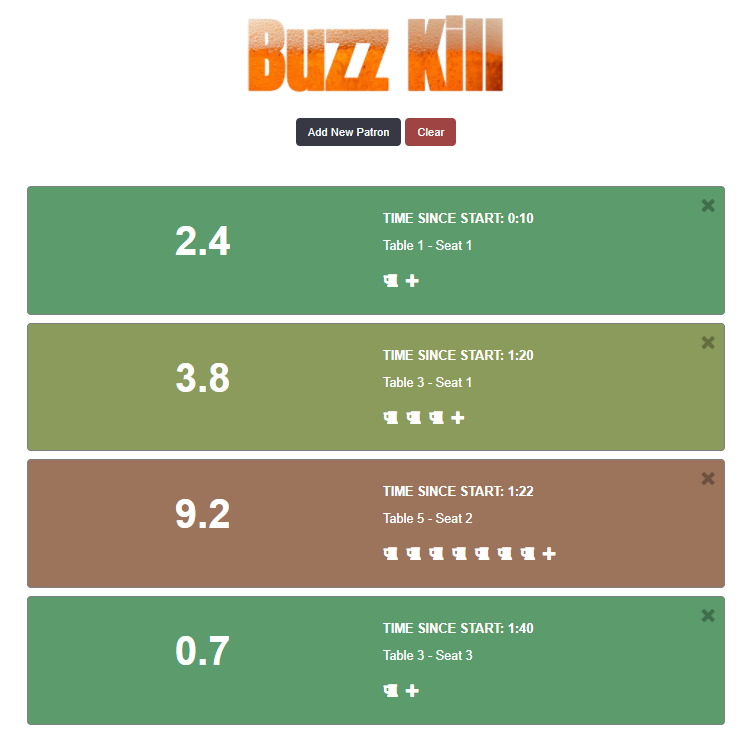 Buzz Kill
Add New Patron
Clear
2.4
TIME SINCE START: 0:10
Table 1 - Seat 1
3.8
TIME SINCE START: 1:20
Table 3 - Seat 1
9.2
TIME SINCE START: 1:22
Table 5 - Seat 2
0.7
TIME SINCE START: 1:40
Table 3 - Seat 3